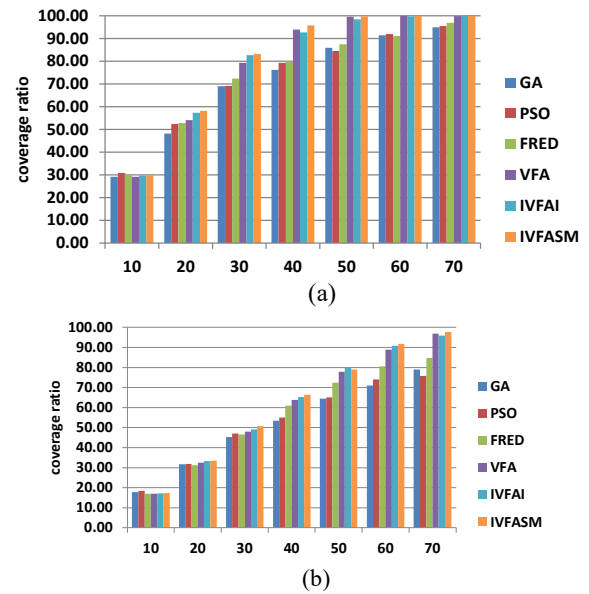 100.00
90.00
80.00
70.00
60.00
50.00
40.00
30.00
20.00
10.00
0.00
coverage ratio
10 20 30 40 50 60 70
GA
PSO
FRED
VFA
IVFAI
IVFASM
(a)
100.00
90.00
80.00
70.00
60.00
50.00
40.00
30.00
20.00
10.00
0.00
coverage ratio
10 20 30 40 50 60 70
GA
PSO
FRED
VFA
IVFAI
IVFASM
(b)